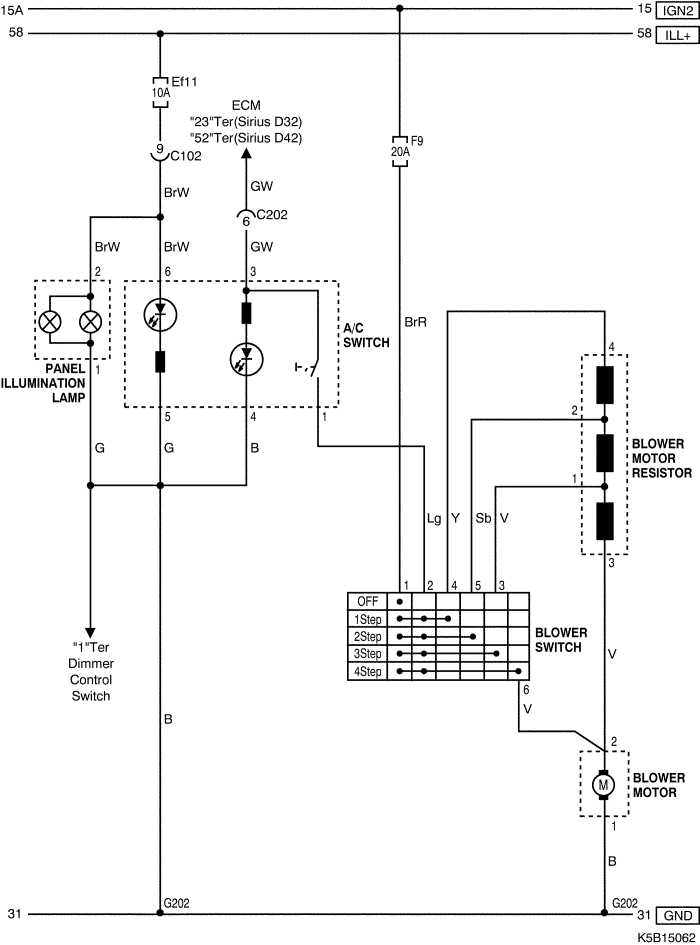 15A
15 IGN2
58
58 ILL+
Ef11
10A
ECM
"23"Ter(Sirius D32)
"52"Ter(Sirius D42)
F9
20A
9
C102
BrW
GW
6
C202
BrW
BrW
GW
2
6
3
BrR
4
A/C
SWITCH
PANEL
ILLUMINATION
LAMP
1
5
4
1
2
BLOWER
MOTOR
RESISTOR
G
G
B
1
Lg
Y
Sb
V
3
1
2
4
5
3
OFF
1Step
2Step
3Step
4Step
BLOWER
SWITCH
"1"Ter
Dimmer
Control
Switch
V
6
V
B
2
M
BLOWER
MOTOR
1
B
G202
G202
31
31 GND
K5B15062